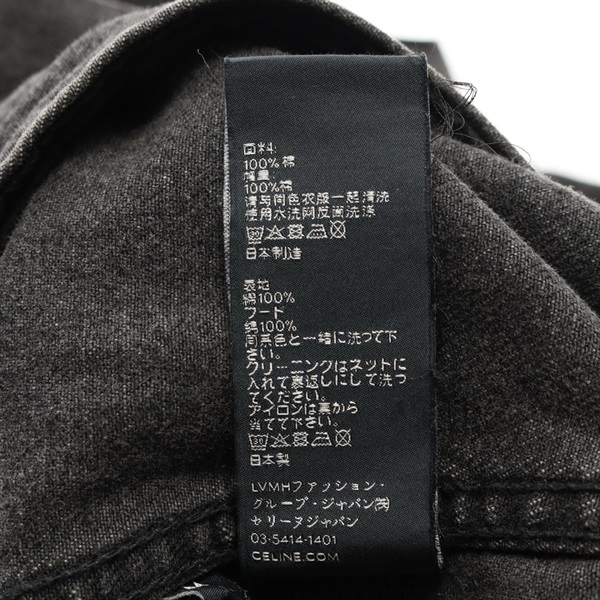 面料:
100%棉
帽里:
100%棉
请与同色衣服一起清洗
使用水洗网反面洗涤
日本制造
表地
綿100%
フード
綿100%
同系色と一緒に洗って下
さい。
クリーニングはネットに
入れて裏返しにして洗っ
てください。
アイロンは裏から
当てて下さい。
日本製
LVMHファッション・
グループ・ジャパン㈱
セリーヌジャパン
03-5414-1401
CELINE.COM